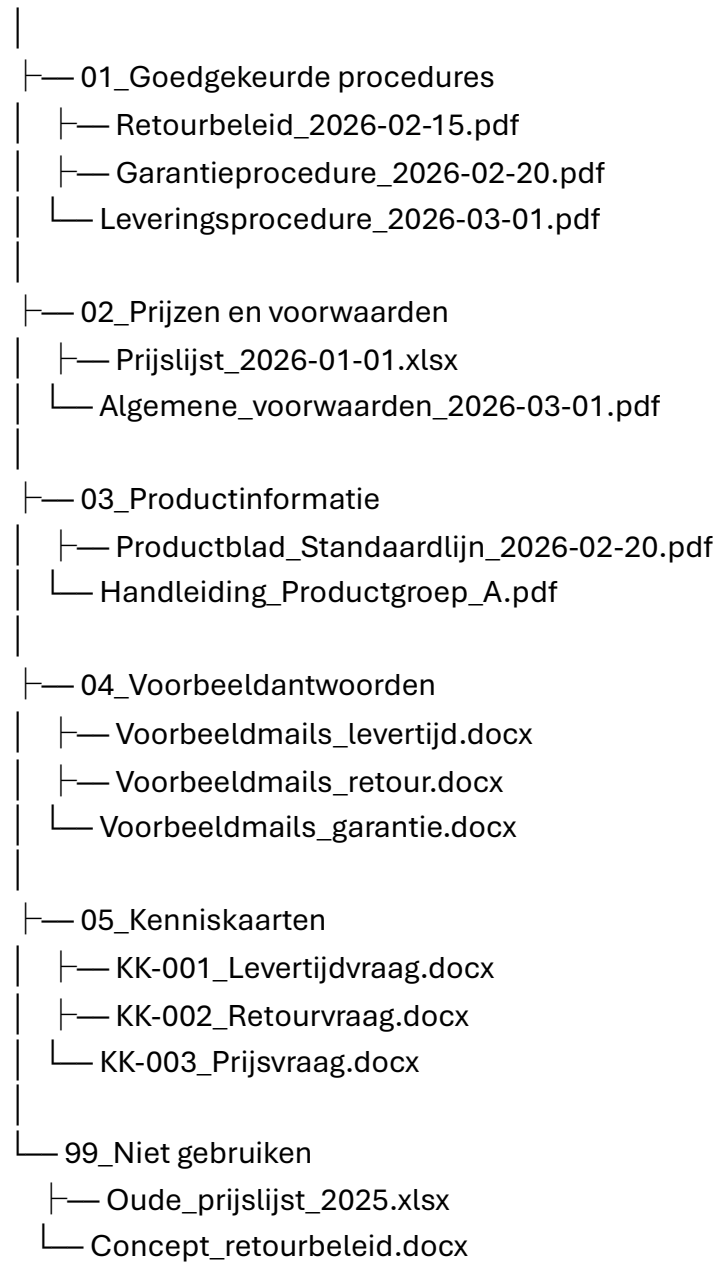 │
├── 01_Goedgekeurde procedures
│ ├── Retourbeleid_2026-02-15.pdf
│ ├── Garantieprocedure_2026-02-20.pdf
│ └── Leveringsprocedure_2026-03-01.pdf
│
├── 02_Prijzen en voorwaarden
│ ├── Prijslijst_2026-01-01.xlsx
│ └── Algemene_voorwaarden_2026-03-01.pdf
│
├── 03_Productinformatie
│ ├── Productblad_Standaardlijn_2026-02-20.pdf
│ └── Handleiding_Productgroep_A.pdf
│
├── 04_Voorbeeldantwoorden
│ ├── Voorbeeldmails_levertijd.docx
│ ├── Voorbeeldmails_retour.docx
│ └── Voorbeeldmails_garantie.docx
│
├── 05_Kenniskaarten
│ ├── KK-001_Levertijdvraag.docx
│ ├── KK-002_Retourvraag.docx
│ └── KK-003_Prijsvraag.docx
│
└── 99_Niet gebruiken
├── Oude_prijslijst_2025.xlsx
└── Concept_retourbeleid.docx